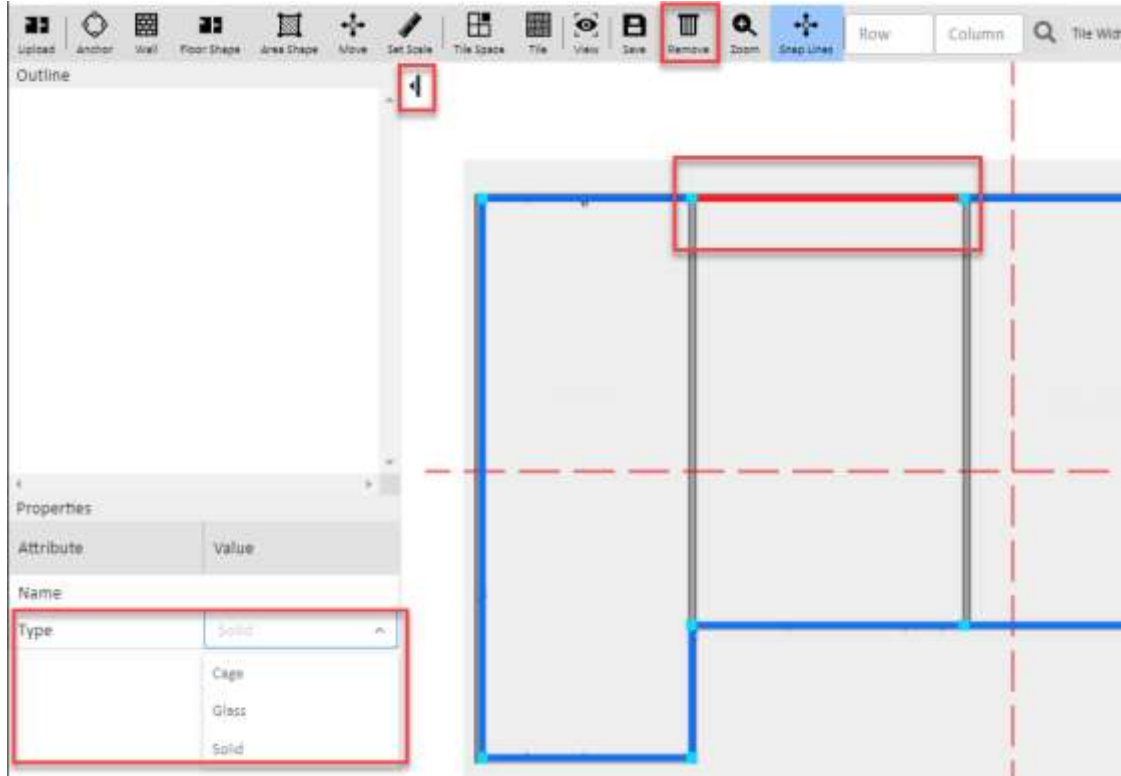 Upload Anchor Wall Floor Shape Area Shape Move Set Scale Tile Space Tile View Save Remove Zoom Snap Lines Row Column Tile Wid
Outline
Properties
Attribute Value
Name
Type Solid
Cage
Glass
Solid